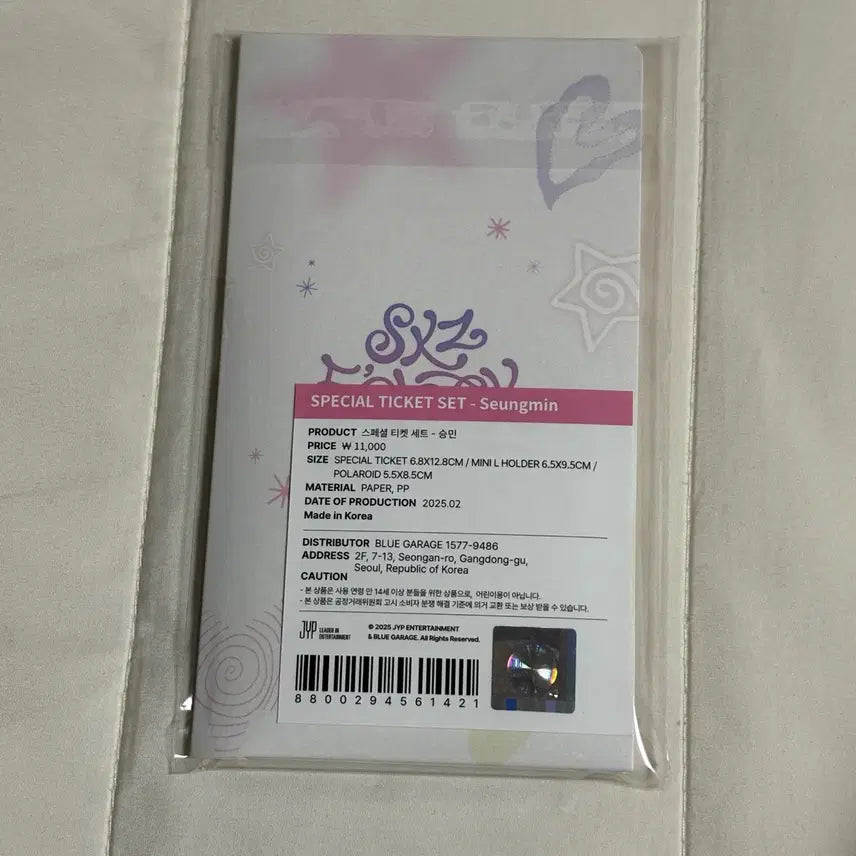 SKZ
SPECIAL TICKET SET - Seungmin
PRODUCT 스페셜 티켓 세트 - 승민
PRICE ₩ 11,000
SIZE SPECIAL TICKET 6.8X12.8CM / MINI L HOLDER 6.5X9.5CM /
POLAROID 5.5X8.5CM
MATERIAL PAPER, PP
DATE OF PRODUCTION 2025.02
Made in Korea
DISTRIBUTOR BLUE GARAGE 1577-9486
ADDRESS 2F, 7-13, Seongan-ro, Gangdong-gu,
Seoul, Republic of Korea
CAUTION
- 본 상품은 사용 연령 만 14세 이상 분들을 위한 상품으로, 어린이용이 아닙니다.
- 본 상품은 공정거래위원회 고시 소비자 분쟁 해결 기준에 의거 교환 또는 보상 받을 수 있습니다.
JYP LEADER IN
ENTERTAINMENT
© 2025 JYP ENTERTAINMENT
& BLUE GARAGE. All Rights Reserved.
8800294561421